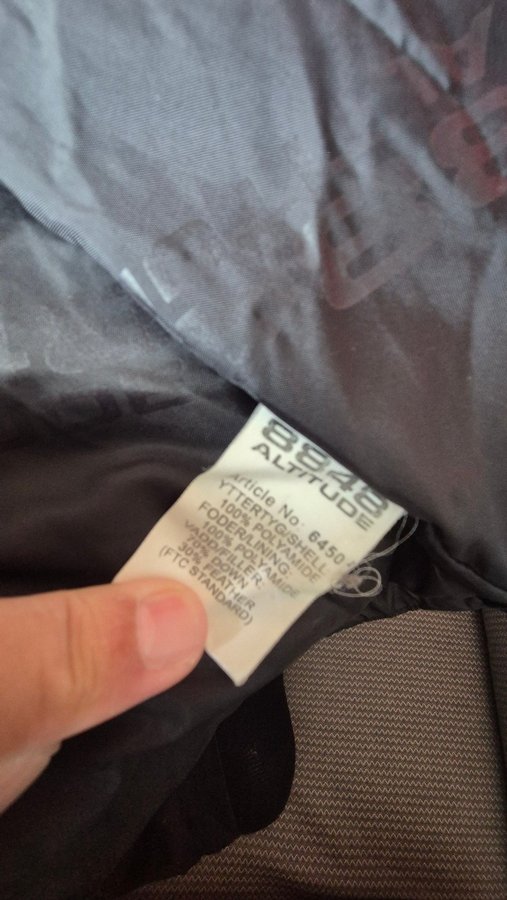 8848
ALTITUDE
Article No: 6450
YTTERTYG/SHELL
100% POLYAMIDE
FODER/LINING
100% POLYAMIDE
VADD/FILLER
DOWN
30% FEATHER
(FTC STANDARD)